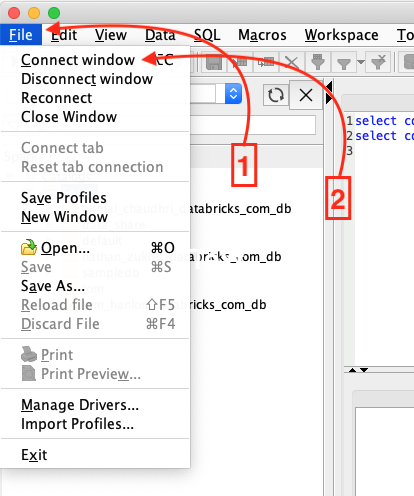 File Edit View Data SQL Macros Workspace To
Connect window
Disconnect window
Reconnect
Close Window
Connect tab
Reset tab connection
Save Profiles
New Window
Open... ⌘O
Save ⌘S
Save As...
Reload file ⇧F5
Discard File ⌘F4
Print
Print Preview...
Manage Drivers...
Import Profiles...
Exit
1
2
1 select co
2 select co
3
atabricks_com_db
abricks_com_db
ricks_com_db